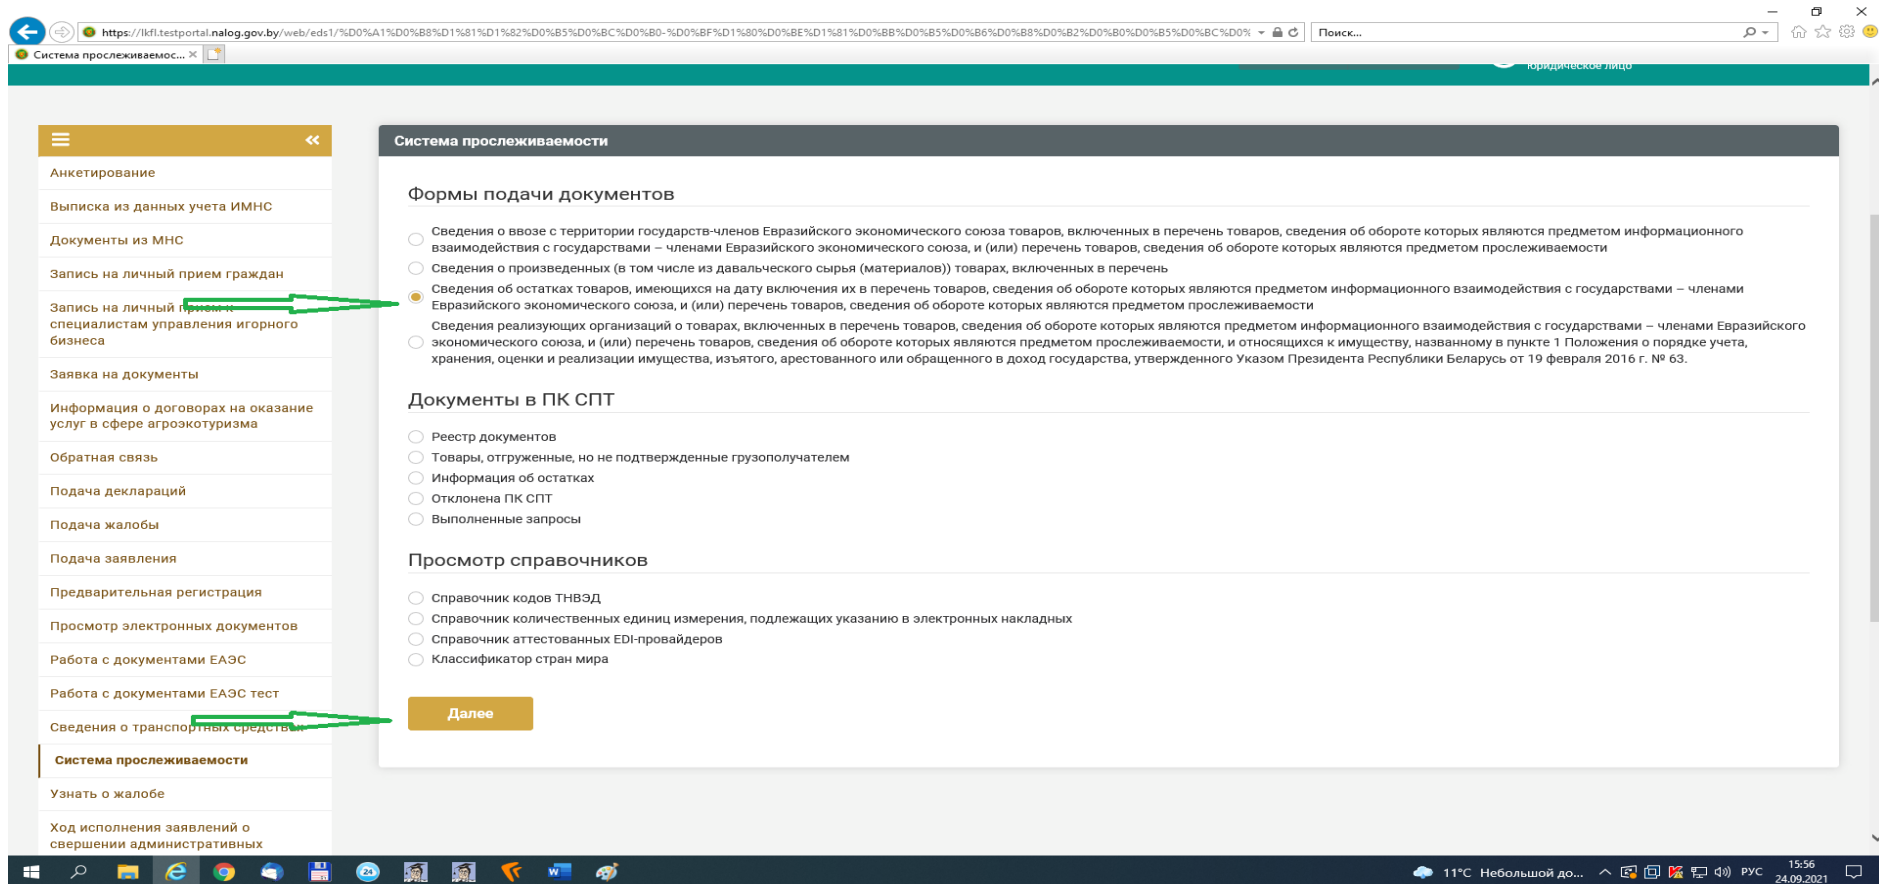 https://lkfl.testportal.nalog.gov.by/web/eds1/%D0%A1%D0%B8%D1%81%D1%82%D0%B5%D0%BC%D0%B0-%D0%BF%D1%80%D0%BE%D1%81%D0%BB%D0%B5%D0%B6%D0%B8%D0%B2%D0%B0%D0%B5%D0%BC%D0%
Поиск...
Система прослеживаемос...
юридическое лицо
Система прослеживаемости
Анкетирование
Выписка из данных учета ИМНС
Документы из МНС
Запись на личный прием граждан
Запись на личный прием к
специалистам управления игорного
бизнеса
Заявка на документы
Информация о договорах на оказание
услуг в сфере агроэкотуризма
Обратная связь
Подача деклараций
Подача жалобы
Подача заявления
Предварительная регистрация
Просмотр электронных документов
Работа с документами ЕАЭС
Работа с документами ЕАЭС тест
Сведения о транспортных средствах
Система прослеживаемости
Узнать о жалобе
Ход исполнения заявлений о
свершении административных
Формы подачи документов
Сведения о ввозе с территории государств-членов Евразийского экономического союза товаров, включенных в перечень товаров, сведения об обороте которых являются предметом информационного
взаимодействия с государствами – членами Евразийского экономического союза, и (или) перечень товаров, сведения об обороте которых являются предметом прослеживаемости
Сведения о произведенных (в том числе из давальческого сырья (материалов)) товарах, включенных в перечень
Сведения об остатках товаров, имеющихся на дату включения их в перечень товаров, сведения об обороте которых являются предметом информационного взаимодействия с государствами – членами
Евразийского экономического союза, и (или) перечень товаров, сведения об обороте которых являются предметом прослеживаемости
Сведения реализующих организаций о товарах, включенных в перечень товаров, сведения об обороте которых являются предметом информационного взаимодействия с государствами – членами Евразийского
экономического союза, и (или) перечень товаров, сведения об обороте которых являются предметом прослеживаемости, и относящихся к имуществу, названному в пункте 1 Положения о порядке учета,
хранения, оценки и реализации имущества, изъятого, арестованного или обращенного в доход государства, утвержденного Указом Президента Республики Беларусь от 19 февраля 2016 г. № 63.
Документы в ПК СПТ
Реестр документов
Товары, отгруженные, но не подтвержденные грузополучателем
Информация об остатках
Отклонена ПК СПТ
Выполненные запросы
Просмотр справочников
Справочник кодов ТНВЭД
Справочник количественных единиц измерения, подлежащих указанию в электронных накладных
Справочник аттестованных EDI-провайдеров
Классификатор стран мира
Далее
24
11°C Небольшой до...
РУС
15:56
24.09.2021